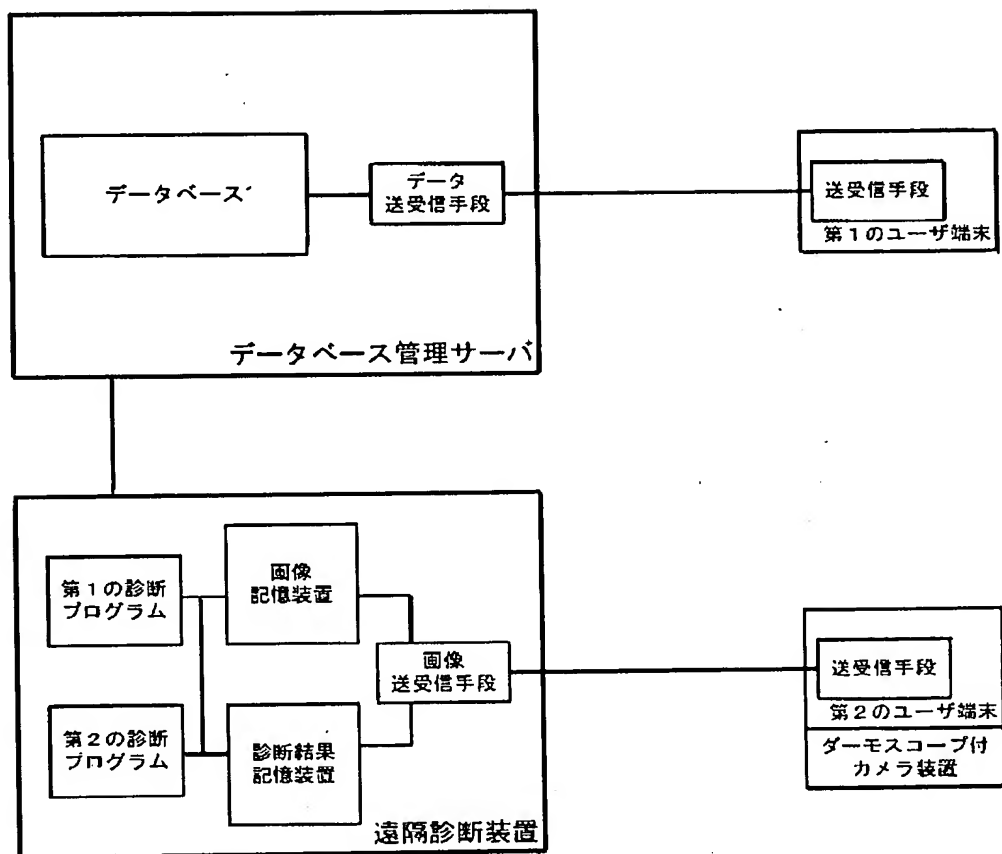 データベース
データ
送受信手段
データベース管理サーバ
送受信手段
第1のユーザ端末
第1の診断
プログラム
画像
記憶装置
画像
送受信手段
第2の診断
プログラム
診断結果
記憶装置
遠隔診断装置
送受信手段
第2のユーザ端末
ダーモスコープ付
カメラ装置